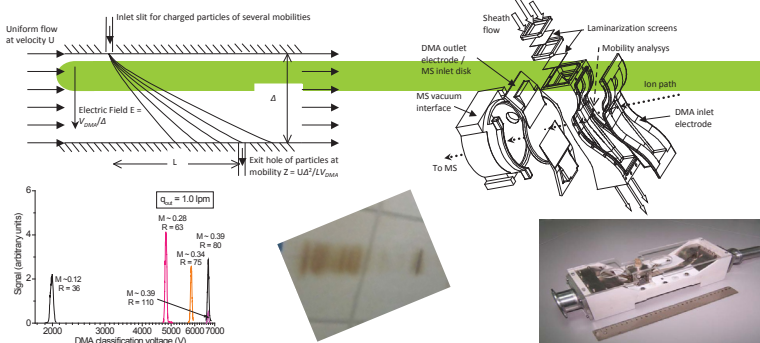 Inlet slit for charged particles of several mobilities
Uniform flow
at velocity U
Electric Field E =
V_DMA/Δ
Δ
L
Exit hole of particles at
mobility Z = UΔ²/LV_DMA
Sheath
flow
Laminarization screens
DMA outlet
electrode /
MS inlet disk
Mobility analysys
MS vacuum
interface
Ion path
DMA inlet
electrode
To MS
q_out = 1.0 lpm
M ~0.28
R = 63
M ~0.39
R = 80
M ~0.34
R = 75
M ~0.12
R = 36
M ~0.39
R = 110
Signal (arbitrary units)
6
4
2
0
2000
3000
4000
5000
6000
7000
DMA classification voltage (V)